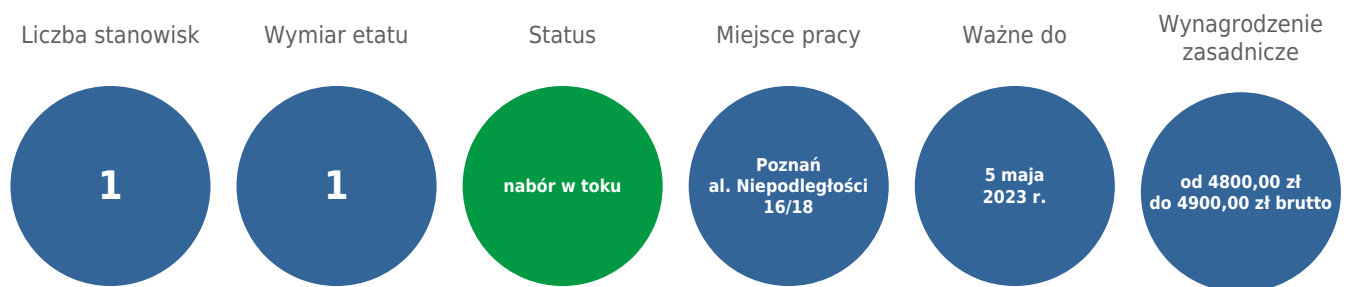 Liczba stanowisk
1
Wymiar etatu
1
Status
nabór w toku
Miejsce pracy
Poznań
al. Niepodległości
16/18
Ważne do
5 maja
2023 r.
Wynagrodzenie
zasadnicze
od 4800,00 zł
do 4900,00 zł brutto